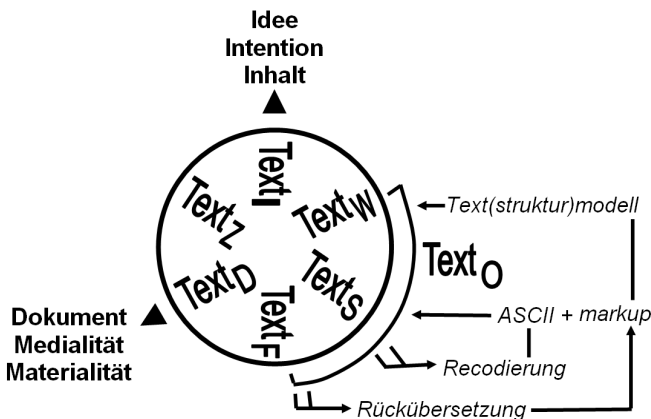 Idee
Intention
Inhalt
TextI
TextW
TextS
TextF
TextD
TextZ
TextO
Text(struktur)modell
ASCII + markup
Recodierung
Rückübersetzung
Dokument
Medialität
Materialität